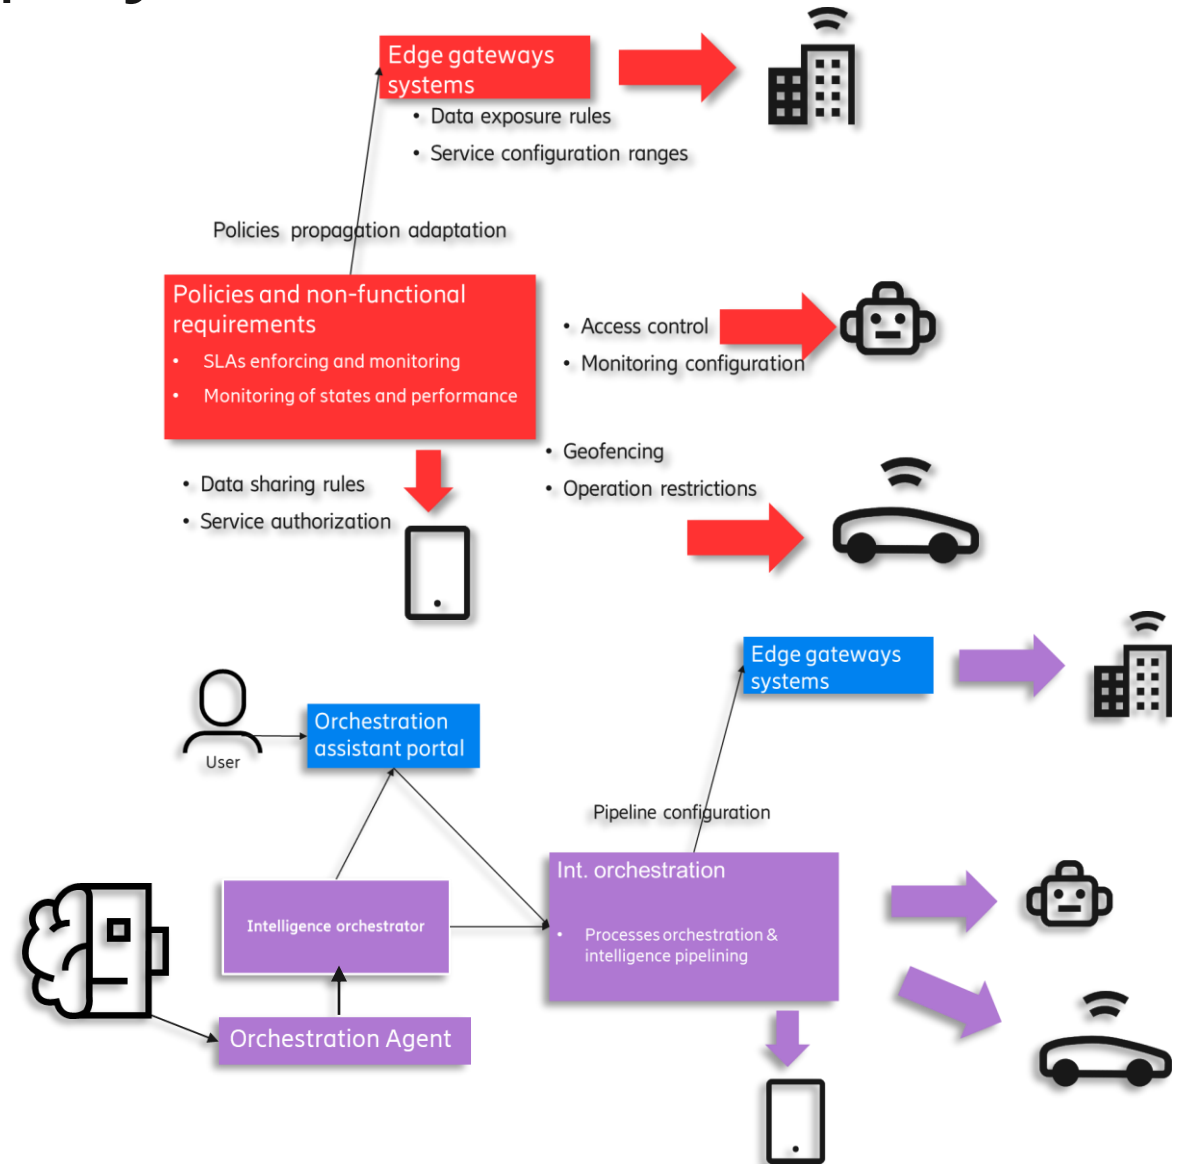 Edge gateways
systems
• Data exposure rules
• Service configuration ranges
Policies propagation adaptation
Policies and non-functional
requirements
• SLAs enforcing and monitoring
• Monitoring of states and performance
• Access control
• Monitoring configuration
• Geofencing
• Operation restrictions
• Data sharing rules
• Service authorization
Edge gateways
systems
Orchestration
assistant portal
User
Pipeline configuration
Int. orchestration
• Processes orchestration &
intelligence pipelining
Intelligence orchestrator
Orchestration Agent